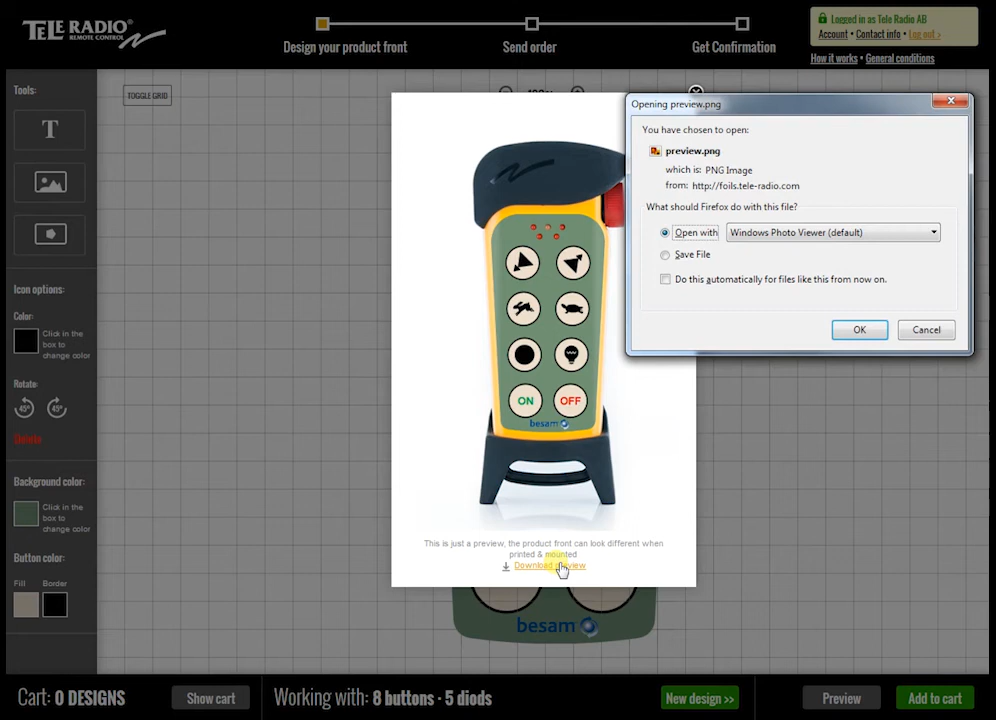 TELE RADIO®
REMOTE CONTROL
Design your product front
Send order
Get Confirmation
Logged in as Tele Radio AB
Account • Contact info • Log out >
How it works • General conditions
Tools:
TOGGLE GRID
T
Icon options:
Color:
Click in the
box to
change color
Rotate:
45°
45°
Delete
Background color:
Click in the
box to
change color
Button color:
Fill
Border
ON
OFF
besam
This is just a preview, the product front can look different when
printed & mounted
Download preview
besam
Opening preview.png
You have chosen to open:
preview.png
which is: PNG Image
from: http://foils.tele-radio.com
What should Firefox do with this file?
Open with
Windows Photo Viewer (default)
Save File
Do this automatically for files like this from now on.
OK
Cancel
Cart: 0 DESIGNS
Show cart
Working with: 8 buttons - 5 diods
New design >>
Preview
Add to cart